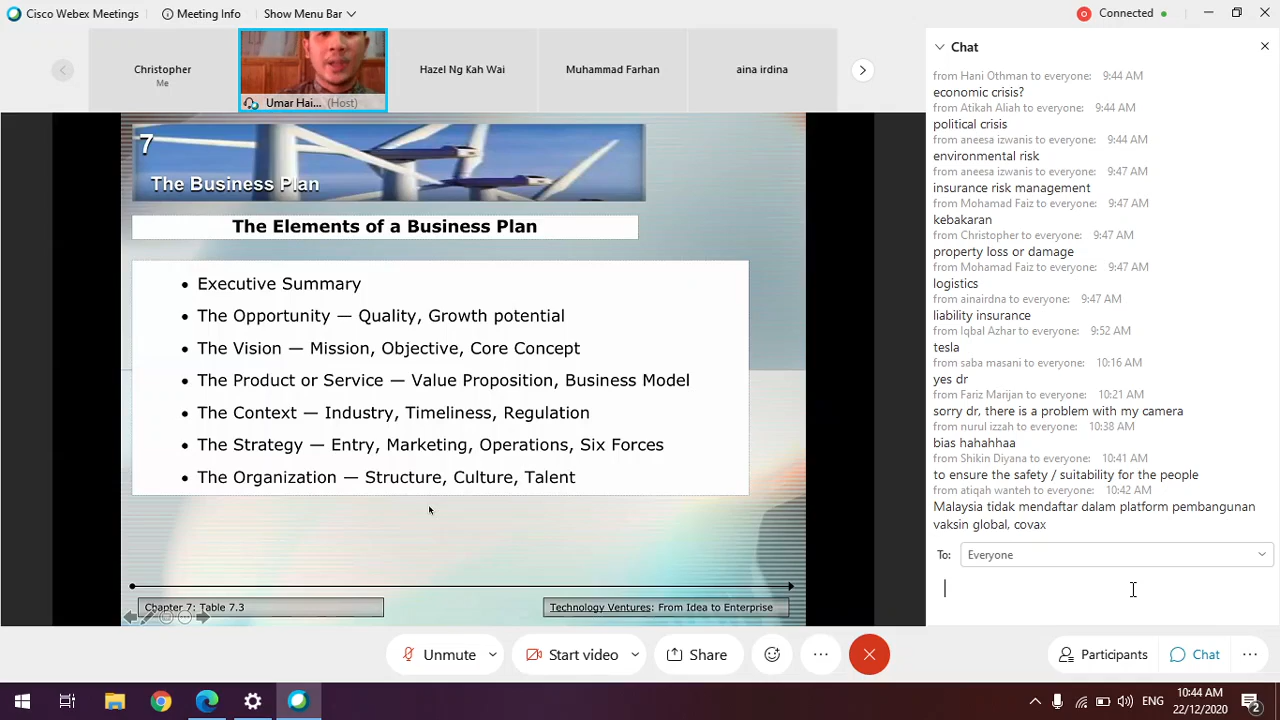 Cisco Webex Meetings
Meeting Info
Show Menu Bar
Connected
Christopher
Me
Umar Hai... (Host)
Hazel Ng Kah Wai
Muhammad Farhan
aina irdina
7
The Business Plan
The Elements of a Business Plan
• Executive Summary
• The Opportunity — Quality, Growth potential
• The Vision — Mission, Objective, Core Concept
• The Product or Service — Value Proposition, Business Model
• The Context — Industry, Timeliness, Regulation
• The Strategy — Entry, Marketing, Operations, Six Forces
• The Organization — Structure, Culture, Talent
Chapter 7: Table 7.3
Technology Ventures: From Idea to Enterprise
Chat
from Hani Othman to everyone: 9:44 AM
economic crisis?
from Atikah Aliah to everyone: 9:44 AM
political crisis
from aneesa izwanis to everyone: 9:44 AM
environmental risk
from aneesa izwanis to everyone: 9:47 AM
insurance risk management
from Mohamad Faiz to everyone: 9:47 AM
kebakaran
from Christopher to everyone: 9:47 AM
property loss or damage
from Mohamad Faiz to everyone: 9:47 AM
logistics
from ainairdna to everyone: 9:47 AM
liability insurance
from Iqbal Azhar to everyone: 9:52 AM
tesla
from saba masani to everyone: 10:16 AM
yes dr
from Fariz Marijan to everyone: 10:21 AM
sorry dr, there is a problem with my camera
from nurul izzah to everyone: 10:38 AM
bias hahahhaa
from Shikin Diyana to everyone: 10:41 AM
to ensure the safety / suitability for the people
from atiqah wanteh to everyone: 10:42 AM
Malaysia tidak mendaftar dalam platform pembangunan
vaksin global, covax
To: Everyone
Unmute
Start video
Share
Participants
Chat
ENG
10:44 AM
22/12/2020
2